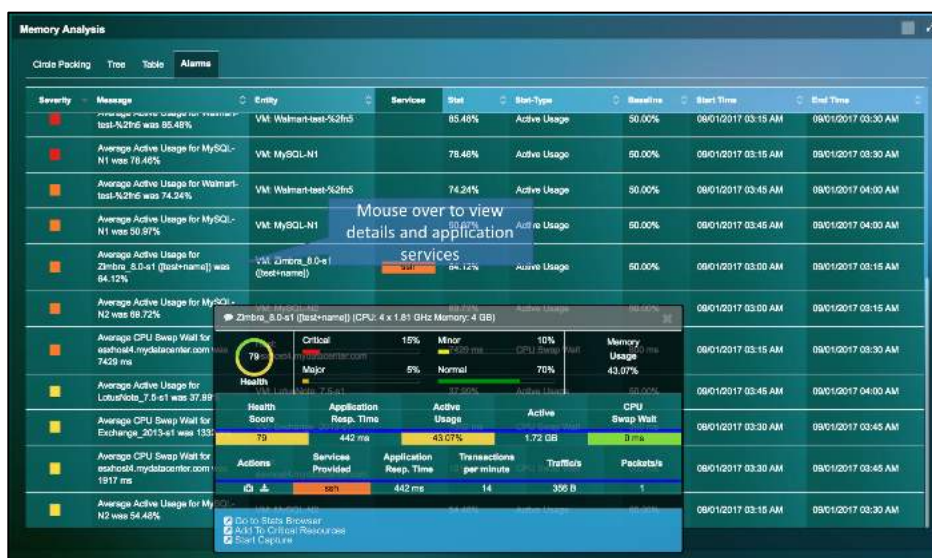 Memory Analysis
Circle Packing Tree Table Alarms
Severity Message Entity Services Stat Stat-Type Baseline Start Time End Time
Average Active Usage for Walmart-
test-%2fn5 was 85.48% VM: Walmart-test-%2fn5 85.48% Active Usage 50.00% 09/01/2017 03:15 AM 09/01/2017 03:30 AM
Average Active Usage for MySQL-
N1 was 78.46% VM: MySQL-N1 78.46% Active Usage 50.00% 09/01/2017 03:15 AM 09/01/2017 03:30 AM
Average Active Usage for Walmart-
test-%2fn5 was 74.24% VM: Walmart-test-%2fn5 74.24% Active Usage 50.00% 09/01/2017 03:45 AM 09/01/2017 04:00 AM
Mouse over to view
details and application
services
Average Active Usage for MySQL-
N1 was 50.97% VM: MySQL-N1 50.97% Active Usage 50.00% 09/01/2017 03:45 AM 09/01/2017 04:00 AM
Average Active Usage for
Zimbra_8.0-s1 ([test+name]) was
64.12% VM: Zimbra_8.0-s1
([test+name]) ssh 64.12% Active Usage 50.00% 09/01/2017 03:00 AM 09/01/2017 03:15 AM
Average Active Usage for MySQL-
N2 was 68.72% 09/01/2017 03:00 AM 09/01/2017 03:15 AM
Average CPU Swap Wait for
esxhost4.mydatacenter.com was
7429 ms 09/01/2017 03:15 AM 09/01/2017 03:30 AM
Average Active Usage for
LotusNote_7.5-s1 was 37.99% 09/01/2017 03:45 AM 09/01/2017 04:00 AM
Average CPU Swap Wait for
Exchange_2013-s1 was 133 09/01/2017 03:30 AM 09/01/2017 03:45 AM
Average CPU Swap Wait for
esxhost4.mydatacenter.com
1917 ms 09/01/2017 03:30 AM 09/01/2017 03:45 AM
Average Active Usage for MySQL-
N2 was 54.48% 09/01/2017 03:15 AM 09/01/2017 03:30 AM
Zimbra_8.0-s1 ([test+name]) (CPU: 4 x 1.81 GHz Memory: 4 GB)
79
Health
Critical 15% Minor 10%
Major 5% Normal 70%
Memory
Usage
43.07%
Health
Score Application
Resp. Time Active
Usage Active CPU
Swap Wait
79 442 ms 43.07% 1.72 GB 0 ms
Actions Services
Provided Application
Resp. Time Transactions
per minute Traffic/s Packets/s
ssh 442 ms 14 356 B 1
Go to Stats Browser
Add To Critical Resources
Start Capture